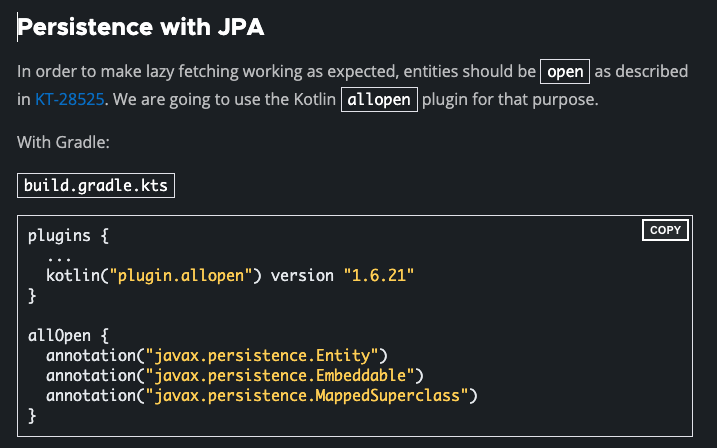 Persistence with JPA
In order to make lazy fetching working as expected, entities should be open as described
in KT-28525. We are going to use the Kotlin allopen plugin for that purpose.
With Gradle:
build.gradle.kts
COPY
plugins {
  ...
  kotlin("plugin.allopen") version "1.6.21"
}
allOpen {
  annotation("javax.persistence.Entity")
  annotation("javax.persistence.Embeddable")
  annotation("javax.persistence.MappedSuperclass")
}